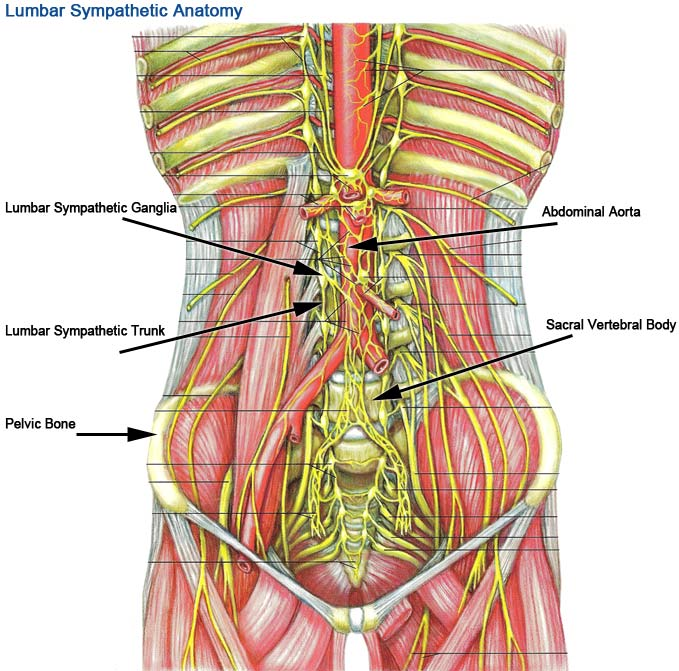 Lumbar Sympathetic Anatomy
Lumbar Sympathetic Ganglia
Abdominal Aorta
Lumbar Sympathetic Trunk
Sacral Vertebral Body
Pelvic Bone